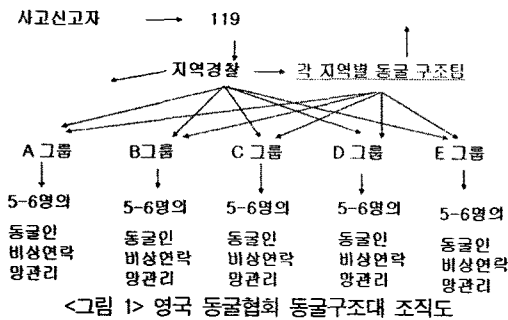 사고신고자 119
지역경찰 각 지역별 동굴 구조팀
A 그룹 B그룹 C 그룹 D 그룹 E 그룹
5-6명의 5-6명의 5-6명의 5-6명의 5-6명의
동굴인 동굴인 동굴인 동굴인 동굴인
비상연락 비상연락 비상연락 비상연락 비상연락
망관리 망관리 망관리 망관리 망관리
<그림 1> 영국 동굴협회 동굴구조대 조직도